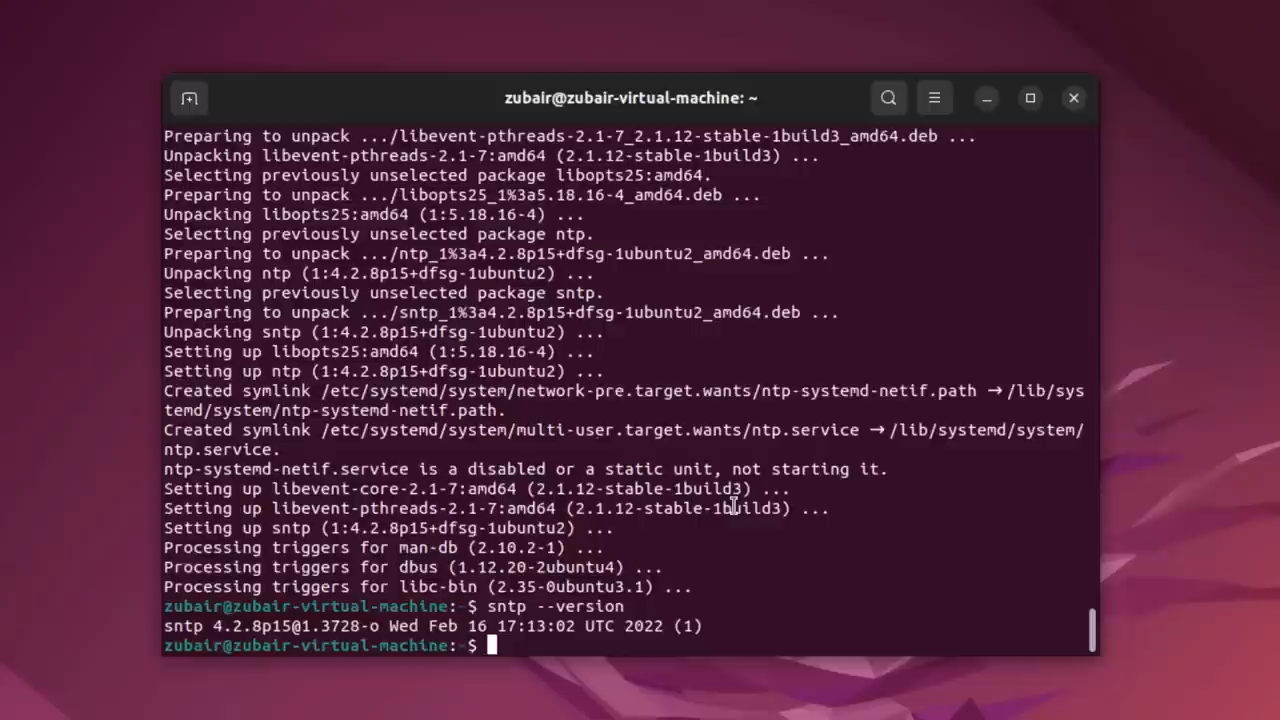 zubair@zubair-virtual-machine: ~
Preparing to unpack .../libevent-pthreads-2.1-7_2.1.12-stable-1build3_amd64.deb ...
Unpacking libevent-pthreads-2.1-7:amd64 (2.1.12-stable-1build3) ...
Selecting previously unselected package libopts25:amd64.
Preparing to unpack .../libopts25_1%3a5.18.16-4_amd64.deb ...
Unpacking libopts25:amd64 (1:5.18.16-4) ...
Selecting previously unselected package ntp.
Preparing to unpack .../ntp_1%3a4.2.8p15+dfsg-1ubuntu2_amd64.deb ...
Unpacking ntp (1:4.2.8p15+dfsg-1ubuntu2) ...
Selecting previously unselected package sntp.
Preparing to unpack .../sntp_1%3a4.2.8p15+dfsg-1ubuntu2_amd64.deb ...
Unpacking sntp (1:4.2.8p15+dfsg-1ubuntu2) ...
Setting up libopts25:amd64 (1:5.18.16-4) ...
Setting up ntp (1:4.2.8p15+dfsg-1ubuntu2) ...
Created symlink /etc/systemd/system/network-pre.target.wants/ntp-systemd-netif.path → /lib/sys
temd/system/ntp-systemd-netif.path.
Created symlink /etc/systemd/system/multi-user.target.wants/ntp.service → /lib/systemd/system/
ntp.service.
ntp-systemd-netif.service is a disabled or a static unit, not starting it.
Setting up libevent-core-2.1-7:amd64 (2.1.12-stable-1build3) ...
Setting up libevent-pthreads-2.1-7:amd64 (2.1.12-stable-1build3) ...
Setting up sntp (1:4.2.8p15+dfsg-1ubuntu2) ...
Processing triggers for man-db (2.10.2-1) ...
Processing triggers for dbus (1.12.20-2ubuntu4) ...
Processing triggers for libc-bin (2.35-0ubuntu3.1) ...
zubair@zubair-virtual-machine:~$ sntp --version
sntp 4.2.8p15@1.3728-o Wed Feb 16 17:13:02 UTC 2022 (1)
zubair@zubair-virtual-machine:~$